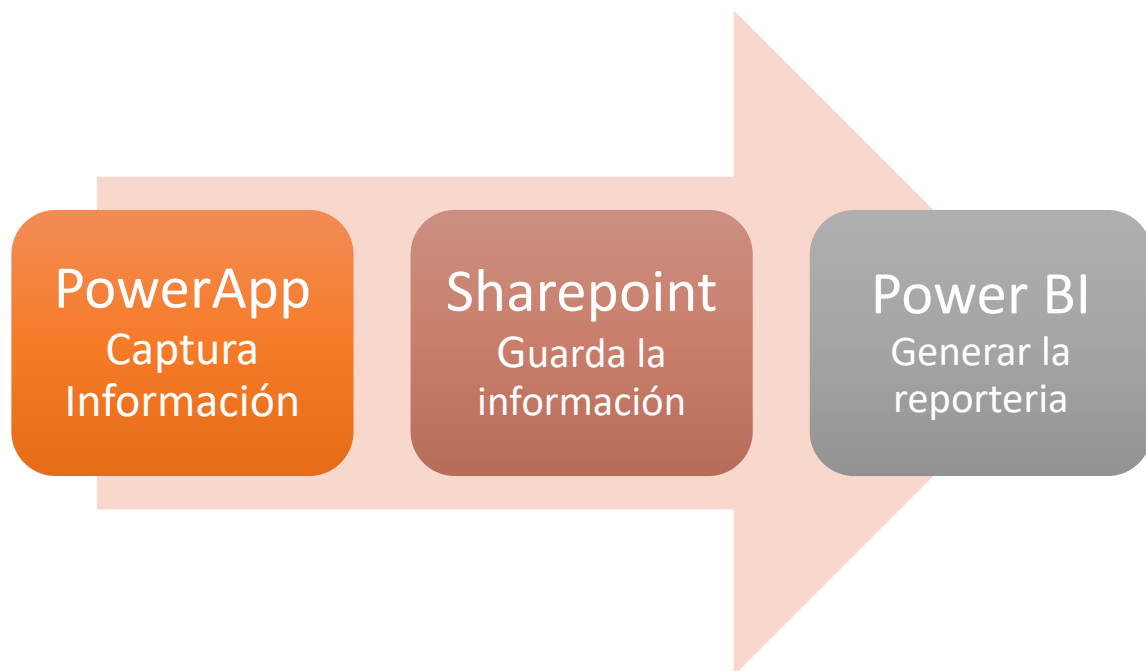 PowerApp
Captura
Información
Sharepoint
Guarda la
información
Power BI
Generar la
reporteria